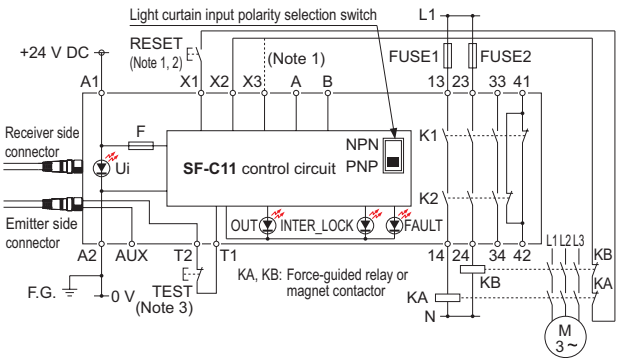 Light curtain input polarity selection switch
L1
+24 V DC
RESET
(Note 1, 2)
(Note 1)
FUSE1
FUSE2
A1
X1
X2
X3
A
B
13
23
33
41
Receiver side
connector
F
Ui
SF-C11 control circuit
NPN
PNP
K1
K2
OUT
INTER_LOCK
FAULT
Emitter side
connector
A2
AUX
T2
T1
14
24
34
42
L1
L2
L3
F.G.
0 V
TEST
(Note 3)
KA, KB: Force-guided relay or
magnet contactor
KB
KA
N
KB
KA
M
3~